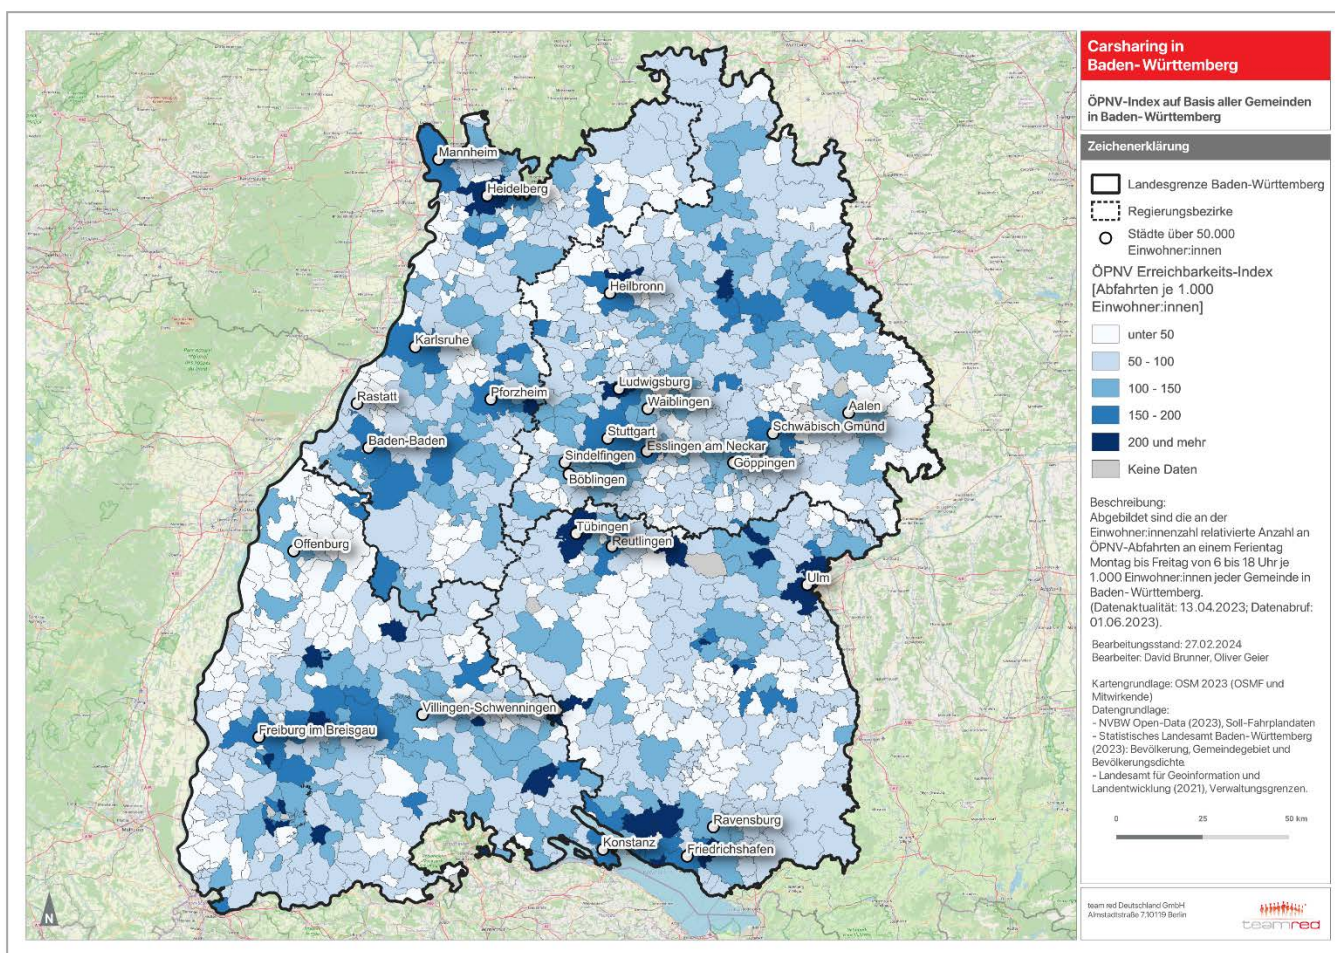 Carsharing in
Baden-Württemberg
ÖPNV-Index auf Basis aller Gemeinden
in Baden-Württemberg
Zeichenerklärung
Landesgrenze Baden-Württemberg
Regierungsbezirke
Städte über 50.000
Einwohner:innen
ÖPNV Erreichbarkeits-Index
[Abfahrten je 1.000
Einwohner:innen]
unter 50
50 - 100
100 - 150
150 - 200
200 und mehr
Keine Daten
Beschreibung:
Abgebildet sind die an der
Einwohner:innenzahl relativierte Anzahl an
ÖPNV-Abfahrten an einem Ferientag
Montag bis Freitag von 6 bis 18 Uhr je
1.000 Einwohner:innen jeder Gemeinde in
Baden-Württemberg.
(Datenaktualität: 13.04.2023; Datenabruf:
01.06.2023).
Bearbeitungsstand: 27.02.2024
Bearbeiter: David Brunner, Oliver Geier
Kartengrundlage: OSM 2023 (OSMF und
Mitwirkende)
Datengrundlage:
- NVBW Open-Data (2023), Soll-Fahrplandaten
- Statistisches Landesamt Baden-Württemberg
(2023): Bevölkerung, Gemeindegebiet und
Bevölkerungsdichte
- Landesamt für Geoinformation und
Landentwicklung (2021), Verwaltungsgrenzen.
0 25 50 km
team red Deutschland GmbH
Almstadtstraße 7,10119 Berlin
teamred
Mannheim
Heidelberg
Heilbronn
Karlsruhe
Ludwigsburg
Pforzheim
Waiblingen
Rastatt
Aalen
Stuttgart
Schwäbisch Gmünd
Baden-Baden
Esslingen am Neckar
Sindelfingen
Göppingen
Böblingen
Tübingen
Reutlingen
Offenburg
Ulm
Villingen-Schwenningen
Freiburg im Breisgau
Ravensburg
Konstanz
Friedrichshafen
N